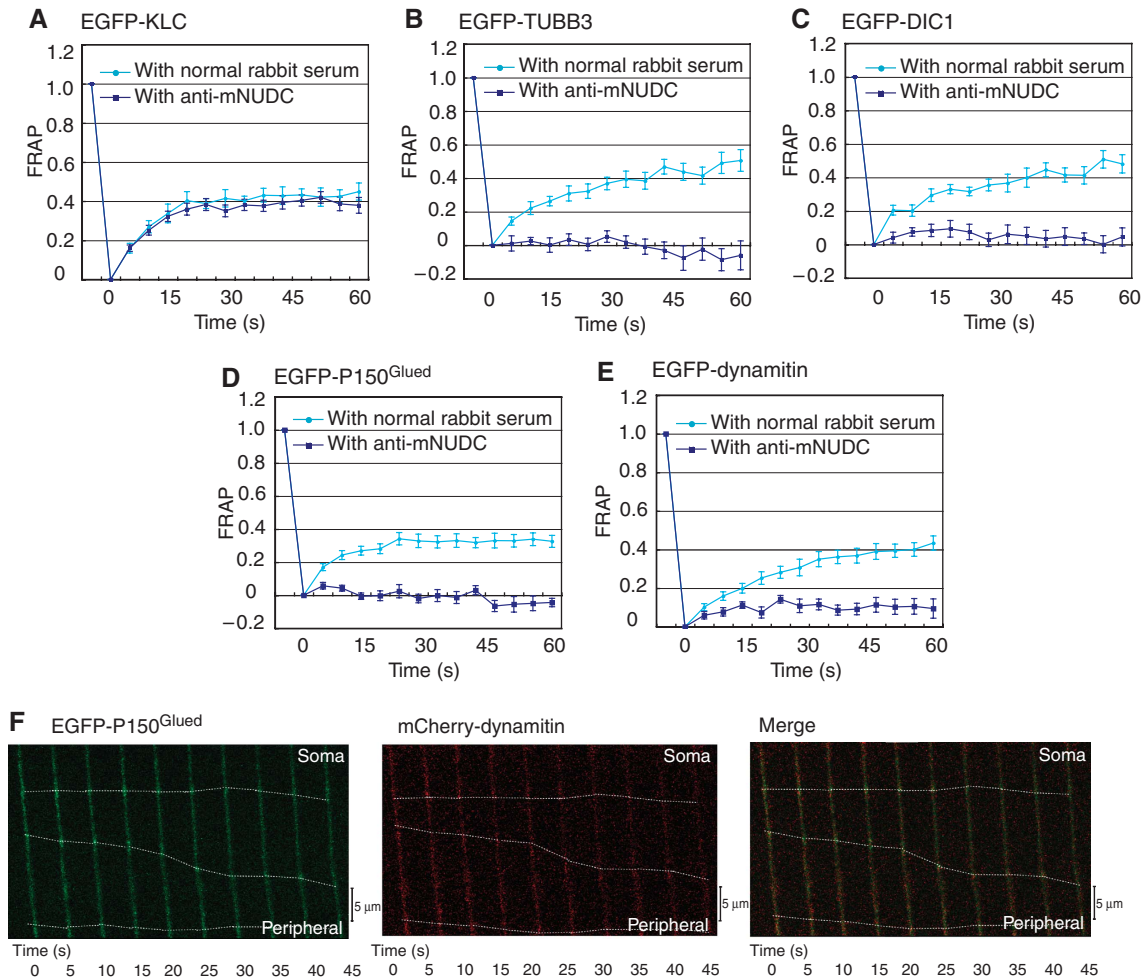 A EGFP-KLC
1.2
1.0
0.8
0.6
0.4
0.2
0
FRAP
With normal rabbit serum
With anti-mNUDC
0 15 30 45 60
Time (s)
B EGFP-TUBB3
1.2
1.0
0.8
0.6
0.4
0.2
0
−0.2
FRAP
With normal rabbit serum
With anti-mNUDC
0 15 30 45 60
Time (s)
C EGFP-DIC1
1.2
1.0
0.8
0.6
0.4
0.2
0
−0.2
FRAP
With normal rabbit serum
With anti-mNUDC
0 15 30 45 60
Time (s)
D EGFP-P150Glued
1.2
1.0
0.8
0.6
0.4
0.2
0
−0.2
FRAP
With normal rabbit serum
With anti-mNUDC
0 15 30 45 60
Time (s)
E EGFP-dynamitin
1.2
1.0
0.8
0.6
0.4
0.2
0
FRAP
With normal rabbit serum
With anti-mNUDC
0 15 30 45 60
Time (s)
F EGFP-P150Glued
Soma
Peripheral
5 μm
Time (s)
0 5 10 15 20 25 30 35 40 45
mCherry-dynamitin
Soma
Peripheral
5 μm
Time (s)
0 5 10 15 20 25 30 35 40 45
Merge
Soma
Peripheral
5 μm
Time (s)
0 5 10 15 20 25 30 35 40 45